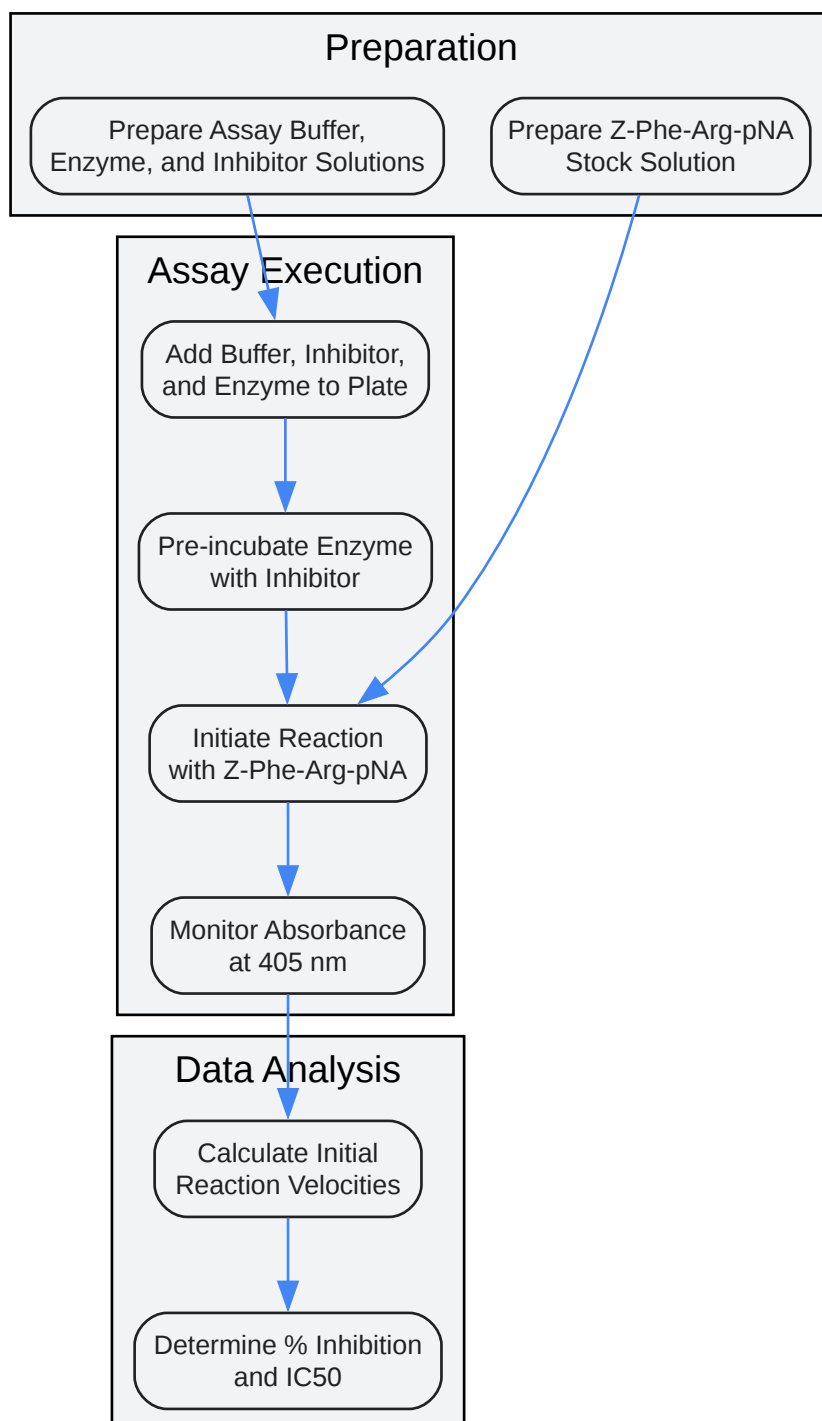 Preparation
Prepare Assay Buffer,
Enzyme, and Inhibitor Solutions
Prepare Z-Phe-Arg-pNA
Stock Solution
Assay Execution
Add Buffer, Inhibitor,
and Enzyme to Plate
Pre-incubate Enzyme
with Inhibitor
Initiate Reaction
with Z-Phe-Arg-pNA
Monitor Absorbance
at 405 nm
Data Analysis
Calculate Initial
Reaction Velocities
Determine % Inhibition
and IC50